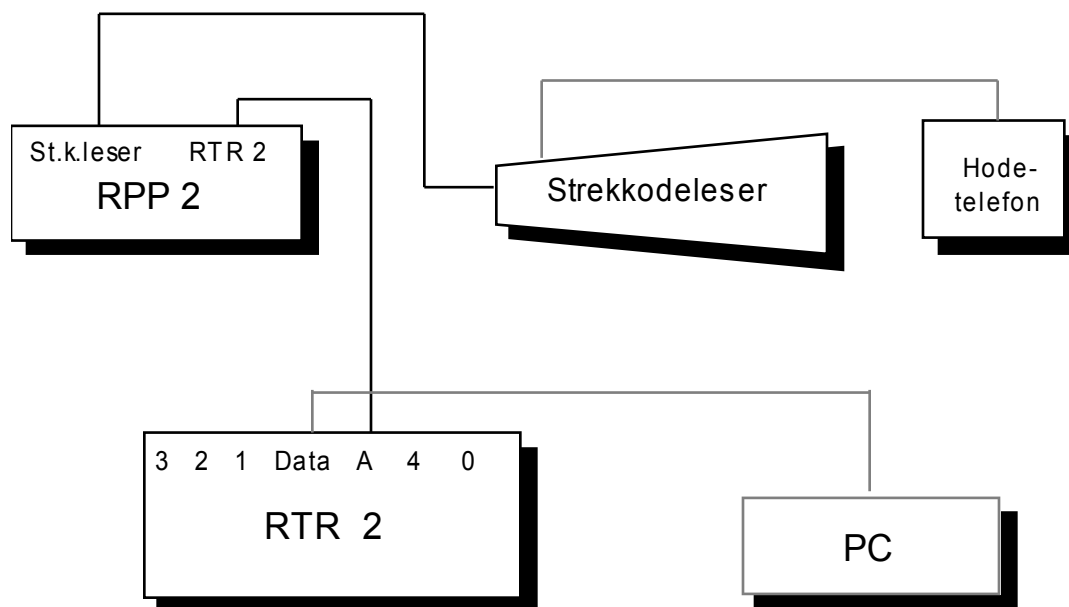 St.k.leser RTR 2
RPP 2
Strekkodeleser
Hode-
telefon
3 2 1 Data A 4 0
RTR 2
PC